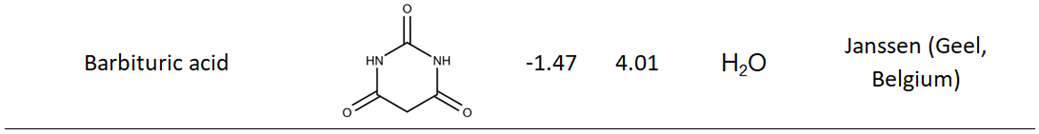 O
HN NH
O O
Barbituric acid -1.47 4.01 H₂O Janssen (Geel,
Belgium)